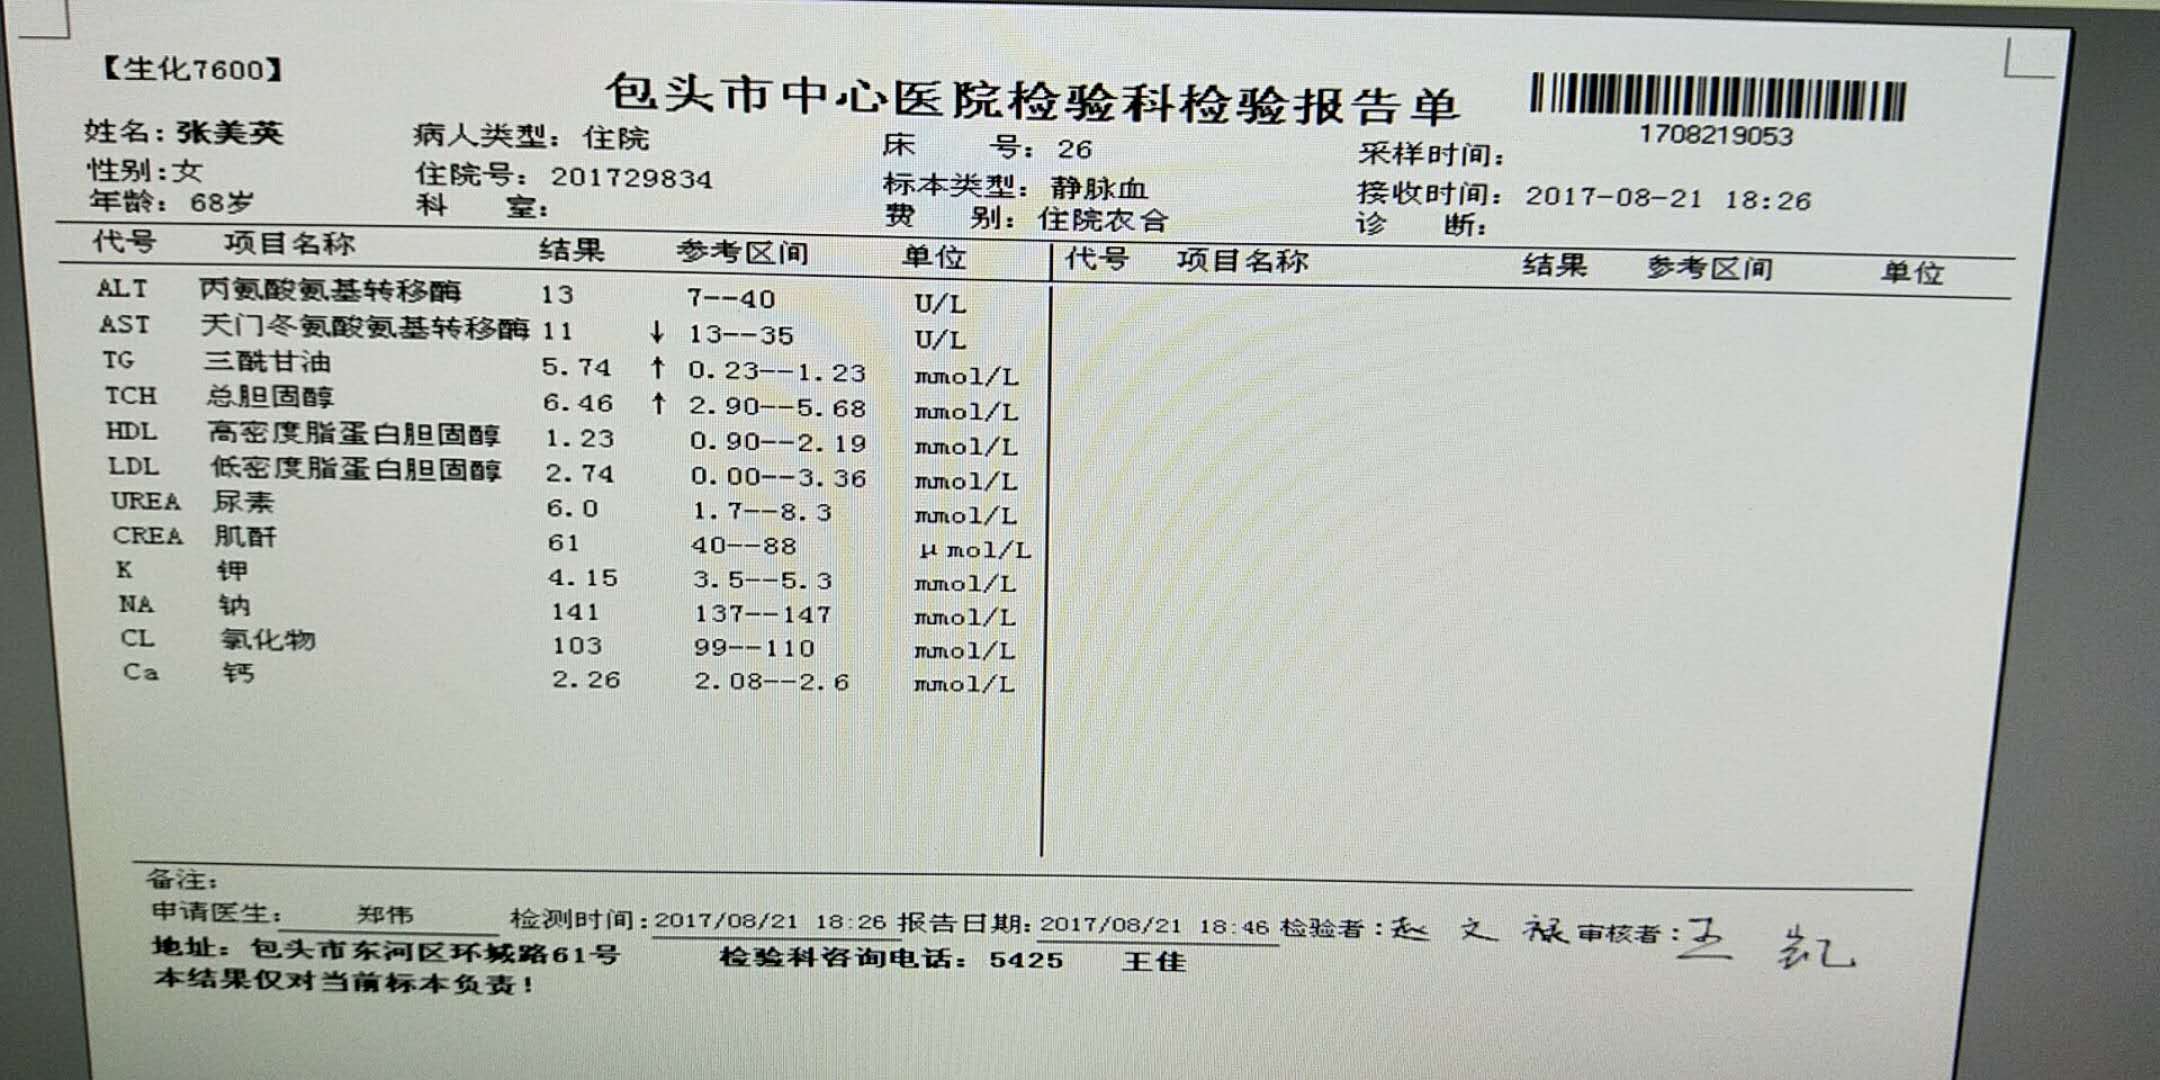 【生化7600】
包头市中心医院检验科检验报告单
1708219053
姓名: 张美英 病人类型: 住院 床 号: 26 采样时间:
性别:女 住院号: 201729834 标本类型: 静脉血 接收时间: 2017-08-21 18:26
年龄: 68岁 科 室: 费 别: 住院农合 诊 断:
代号 项目名称 结果 参考区间 单位 代号 项目名称 结果 参考区间 单位
ALT 丙氨酸氨基转移酶 13 7--40 U/L
AST 天门冬氨酸氨基转移酶 11 ↓ 13--35 U/L
TG 三酰甘油 5.74 ↑ 0.23--1.23 mmol/L
TCH 总胆固醇 6.46 ↑ 2.90--5.68 mmol/L
HDL 高密度脂蛋白胆固醇 1.23 0.90--2.19 mmol/L
LDL 低密度脂蛋白胆固醇 2.74 0.00--3.36 mmol/L
UREA 尿素 6.0 1.7--8.3 mmol/L
CREA 肌酐 61 40--88 μmol/L
K 钾 4.15 3.5--5.3 mmol/L
NA 钠 141 137--147 mmol/L
CL 氯化物 103 99--110 mmol/L
Ca 钙 2.26 2.08--2.6 mmol/L
备注:
申请医生: 郑伟 检测时间:2017/08/21 18:26 报告日期:2017/08/21 18:46 检验者:赵文禄 审核者:王凯
地址: 包头市东河区环城路61号 检验科咨询电话: 5425 王佳
本结果仅对当前标本负责!